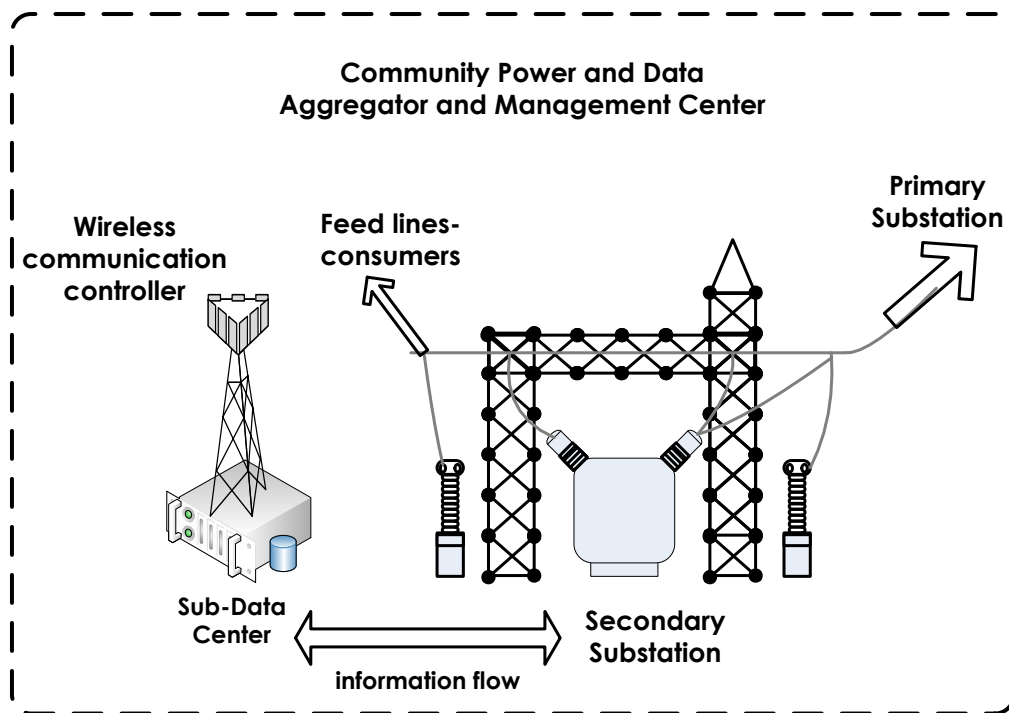 Community Power and Data
Aggregator and Management Center
Primary
Substation
Wireless
communication
controller
Feed lines-
consumers
Sub-Data
Center
Secondary
Substation
information flow